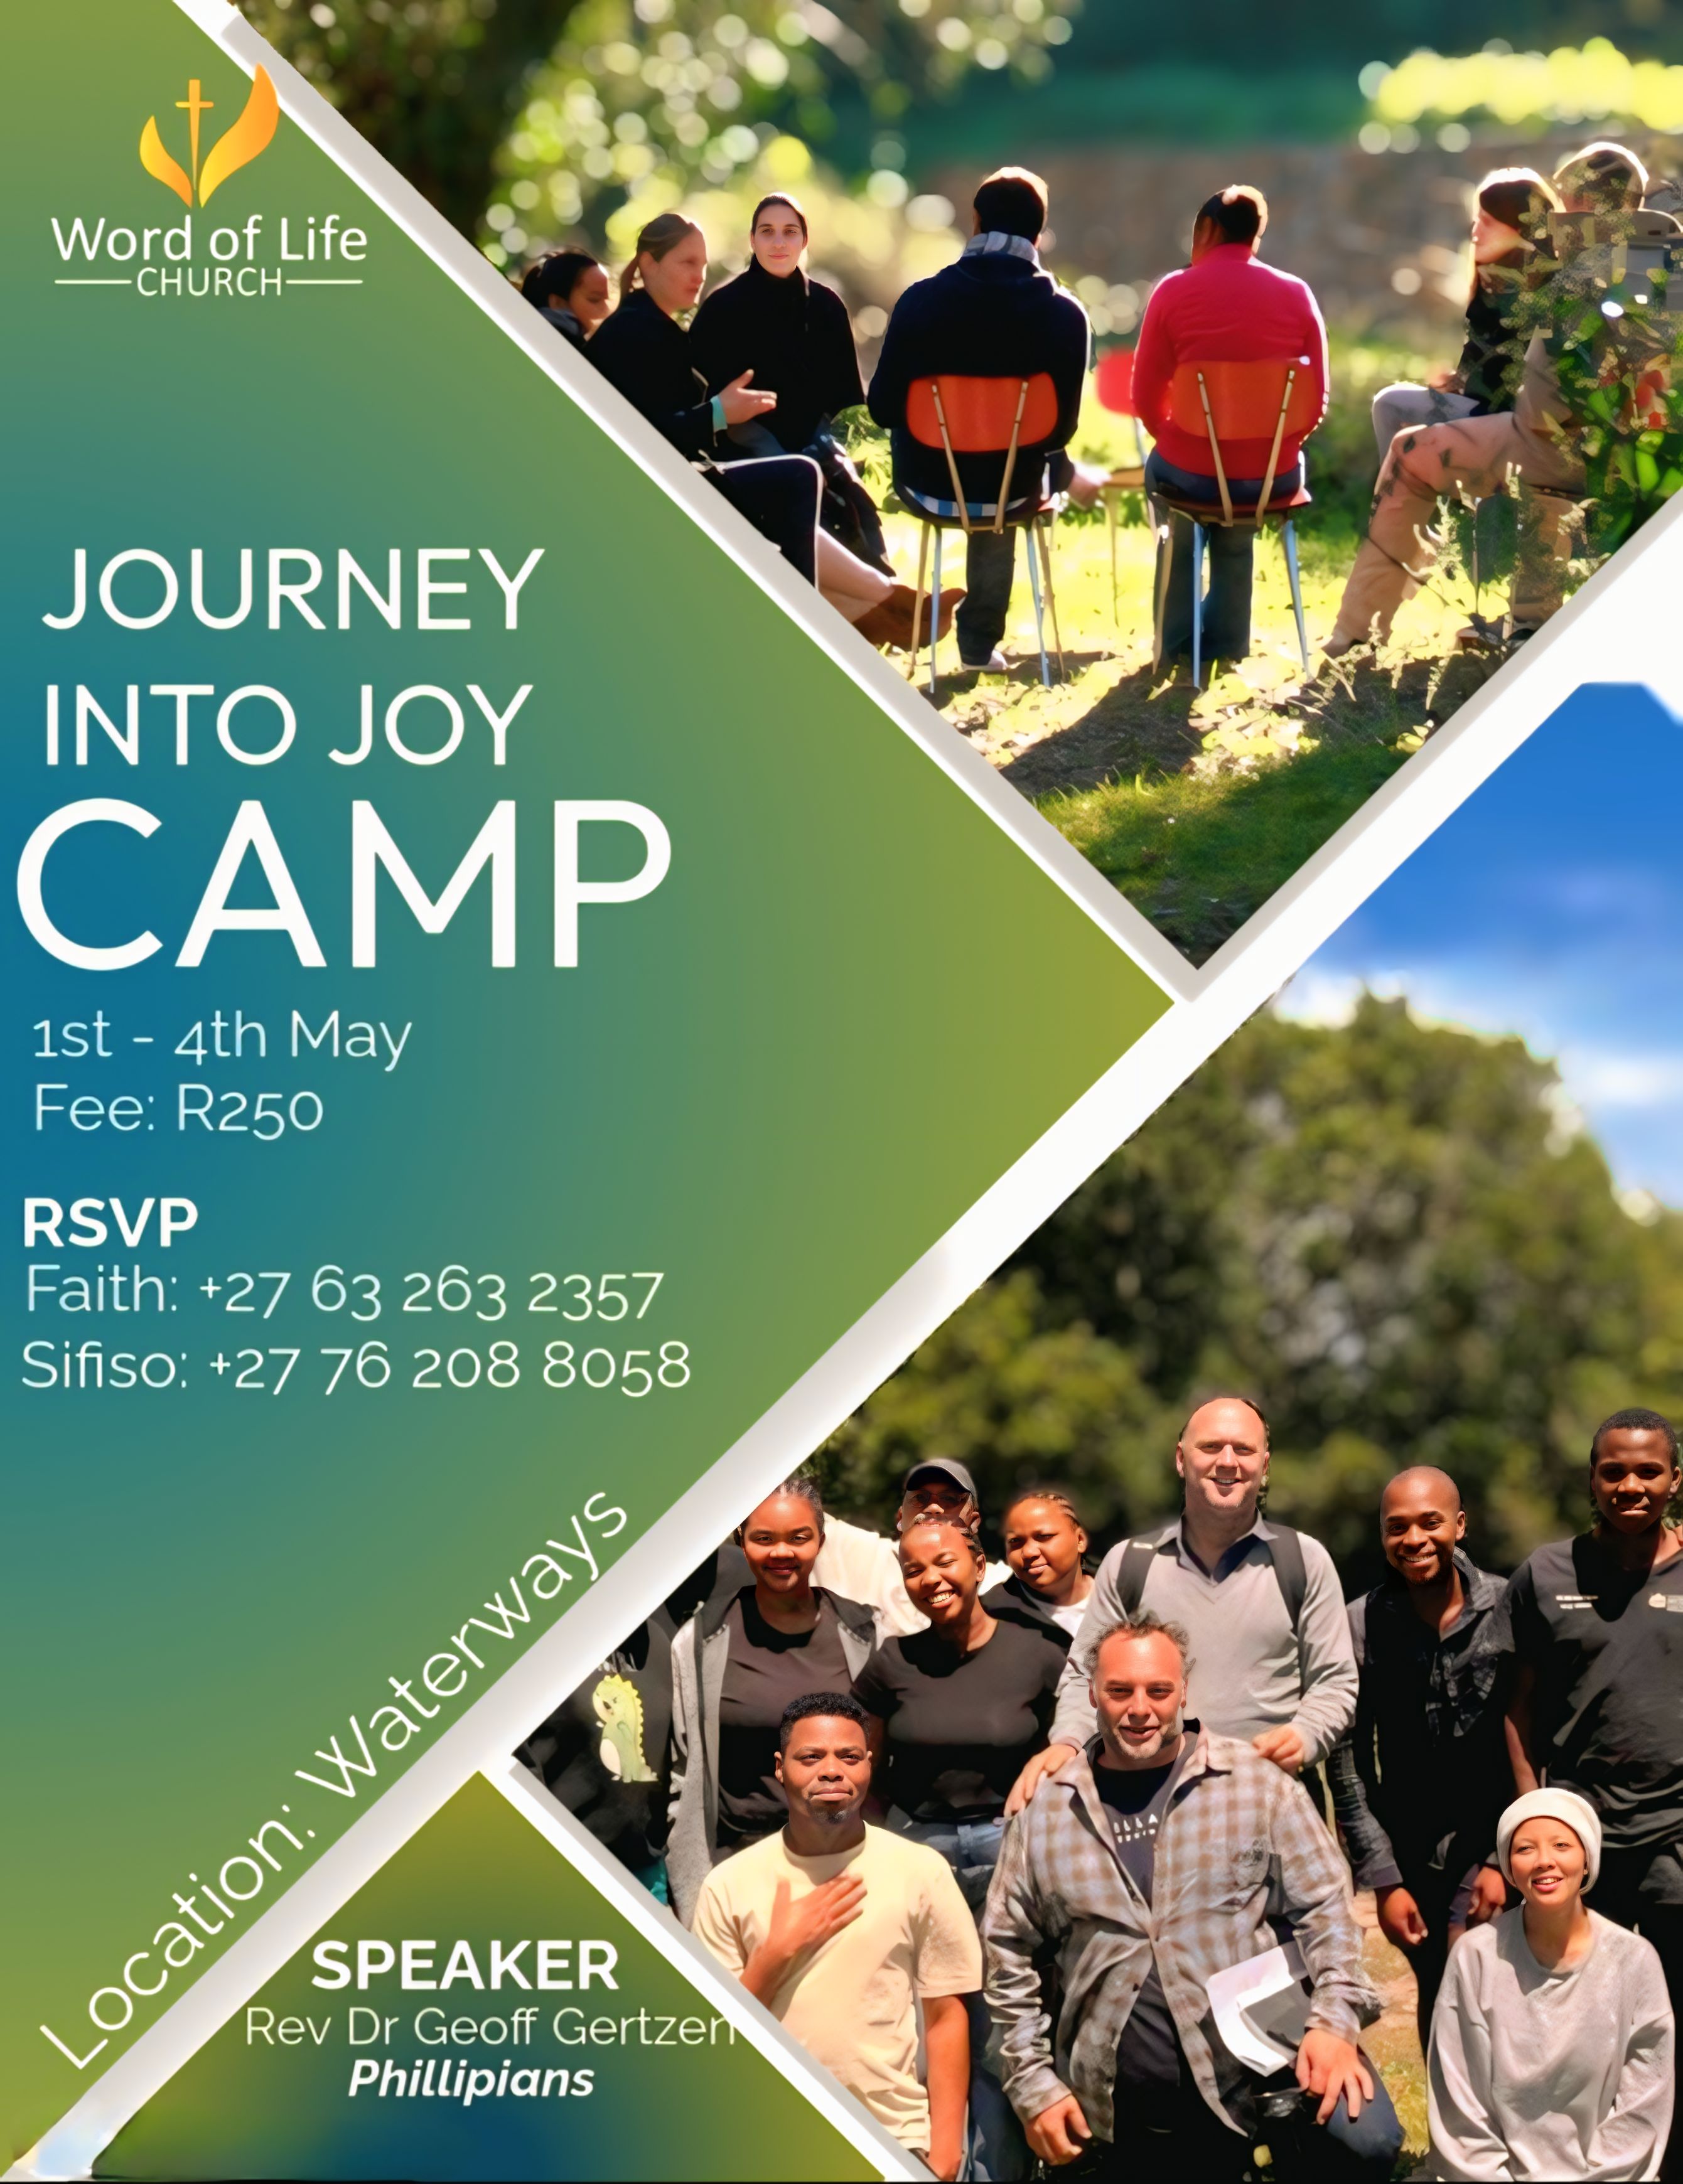 Word of Life
CHURCH
JOURNEY
INTO JOY
CAMP
1st - 4th May
Fee: R250
RSVP
Faith: +27 63 263 2357
Sifiso: +27 76 208 8058
Location: Waterways
SPEAKER
Rev Dr Geoff Gertzen
Phillipians